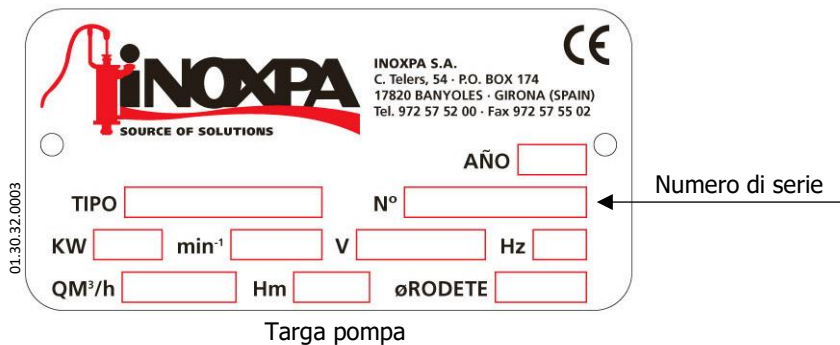 iNOXPA
SOURCE OF SOLUTIONS
CE
INOXPA S.A.
C. Telers, 54 · P.O. BOX 174
17820 BANYOLES · GIRONA (SPAIN)
Tel. 972 57 52 00 · Fax 972 57 55 02
AÑO
TIPO Nº
Numero di serie
KW min⁻¹ V Hz
QM³/h Hm øRODETE
01.30.32.0003
Targa pompa